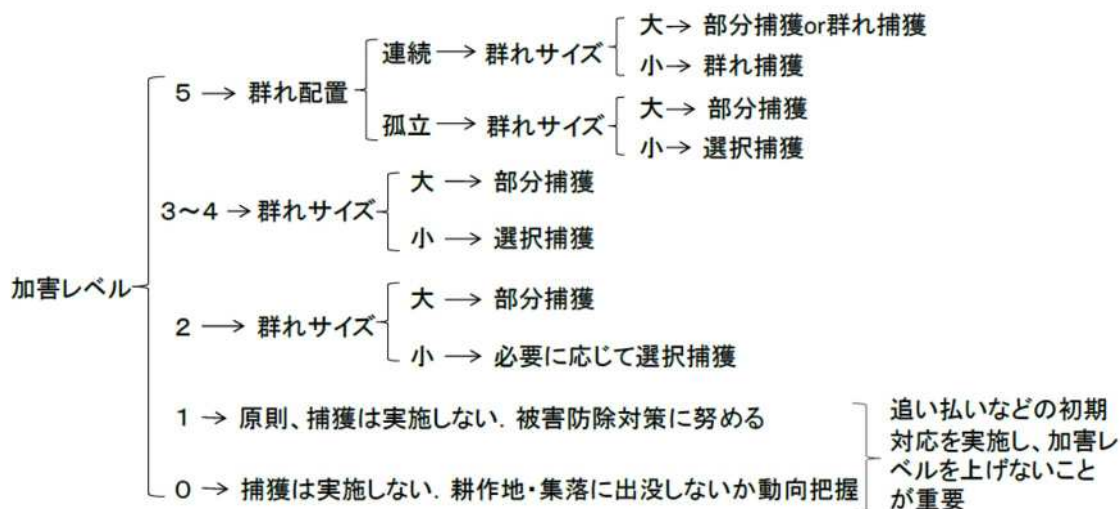 大→ 部分捕獲or群れ捕獲
連続 → 群れサイズ
小→ 群れ捕獲
5 → 群れ配置
大→ 部分捕獲
孤立 → 群れサイズ
小→ 選択捕獲
大 → 部分捕獲
3～4 → 群れサイズ
小 → 選択捕獲
加害レベル
大 → 部分捕獲
2 → 群れサイズ
小 → 必要に応じて選択捕獲
1 → 原則、捕獲は実施しない．被害防除対策に努める
0 → 捕獲は実施しない．耕作地・集落に出没しないか動向把握
追い払いなどの初期
対応を実施し、加害レ
ベルを上げないこと
が重要